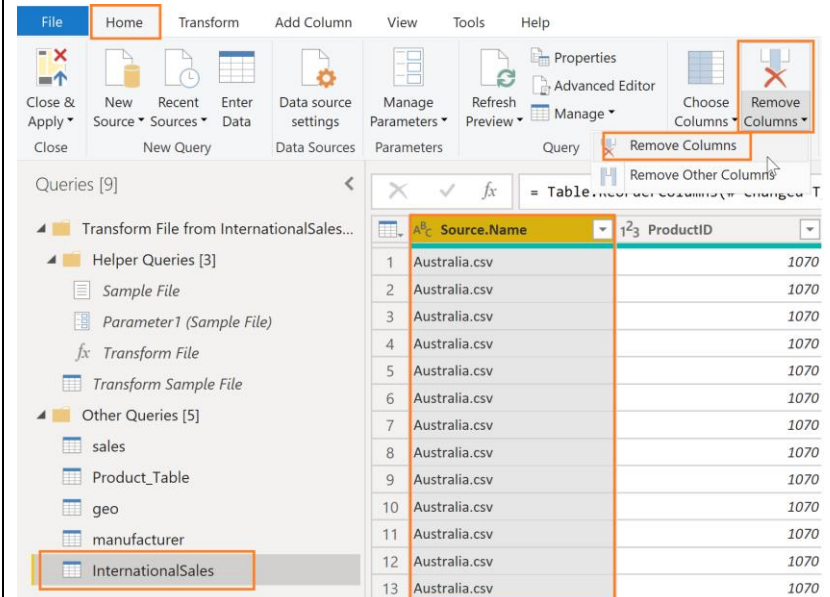 File Home Transform Add Column View Tools Help
Close & Apply
New Source
Recent Sources
Enter Data
Data source settings
Manage Parameters
Refresh Preview
Properties
Advanced Editor
Manage
Choose Columns
Remove Columns
Close New Query Data Sources Parameters Query
Remove Columns
Remove Other Columns
Queries [9]
fx
Transform File from InternationalSales...
Helper Queries [3]
Sample File
Parameter1 (Sample File)
fx Transform File
Transform Sample File
Other Queries [5]
sales
Product_Table
geo
manufacturer
InternationalSales
ABC Source.Name 123 ProductID
1 Australia.csv 1070
2 Australia.csv 1070
3 Australia.csv 1070
4 Australia.csv 1070
5 Australia.csv 1070
6 Australia.csv 1070
7 Australia.csv 1070
8 Australia.csv 1070
9 Australia.csv 1070
10 Australia.csv 1070
11 Australia.csv 1070
12 Australia.csv 1070
13 Australia.csv 1070